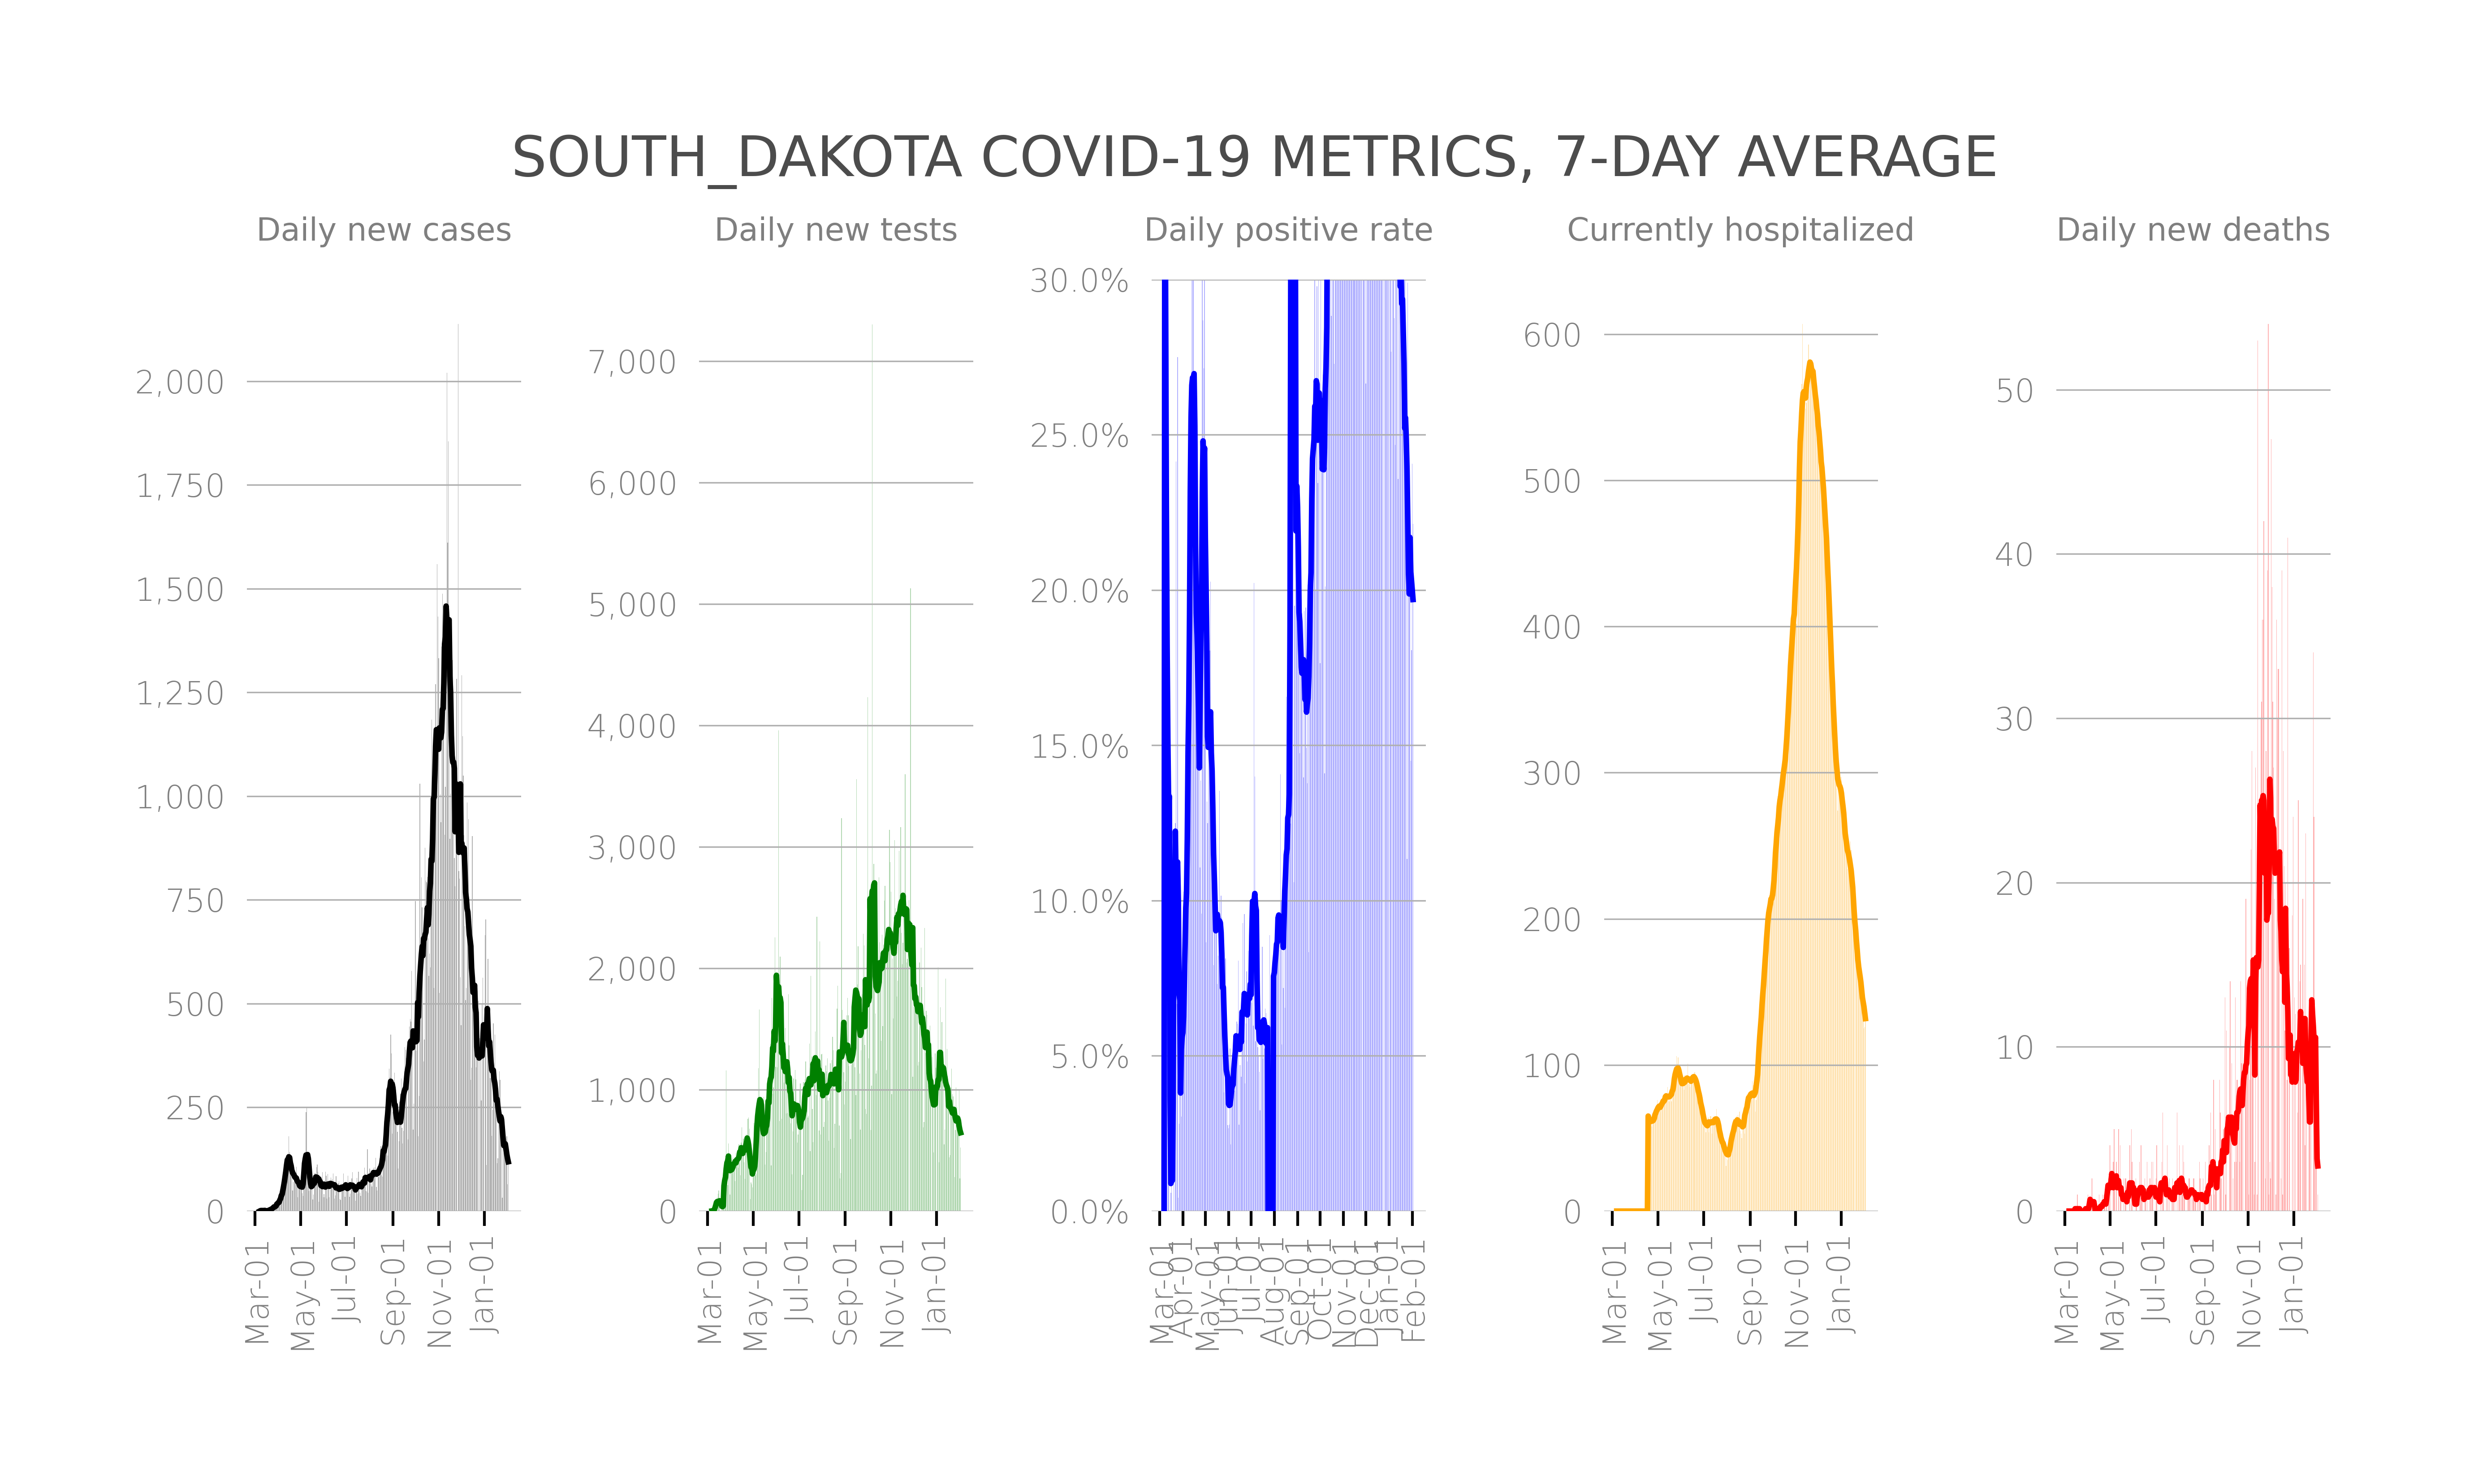 SOUTH_DAKOTA COVID-19 METRICS, 7-DAY AVERAGE
Daily new cases
2,000
1,750
1,500
1,250
1,000
750
500
250
0
Mar-01
May-01
Jul-01
Sep-01
Nov-01
Jan-01
Daily new tests
7,000
6,000
5,000
4,000
3,000
2,000
1,000
0
Mar-01
May-01
Jul-01
Sep-01
Nov-01
Jan-01
Daily positive rate
30.0%
25.0%
20.0%
15.0%
10.0%
5.0%
0.0%
Mar-01
Apr-01
May-01
Jun-01
Jul-01
Aug-01
Sep-01
Oct-01
Nov-01
Dec-01
Jan-01
Feb-01
Currently hospitalized
600
500
400
300
200
100
0
Mar-01
May-01
Jul-01
Sep-01
Nov-01
Jan-01
Daily new deaths
50
40
30
20
10
0
Mar-01
May-01
Jul-01
Sep-01
Nov-01
Jan-01